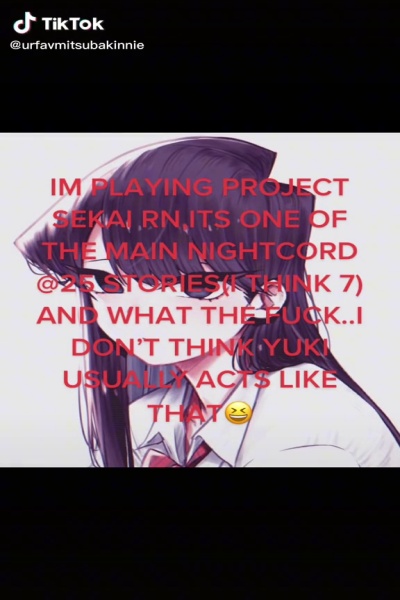 TikTok
@urfavmitsubakinnie
IM PLAYING PROJECT
SEKAI RN,ITS ONE OF
THE MAIN NIGHTCORD
@25 STORIES(I THINK 7)
AND WHAT THE FUCK..I
DON’T THINK YUKI
USUALLY ACTS LIKE
THAT😆